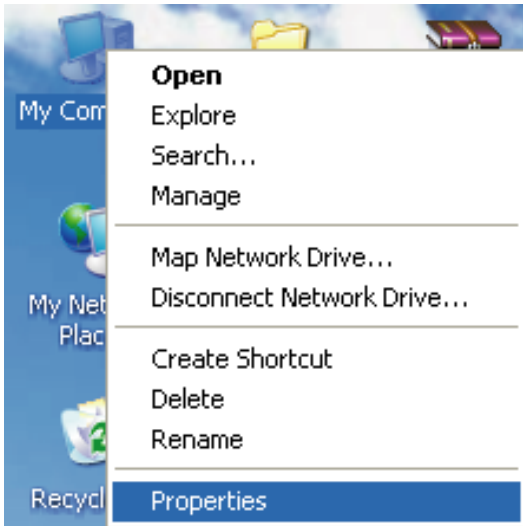 My Com
Open
Explore
Search...
Manage
Map Network Drive...
Disconnect Network Drive...
My Net
Plac
Create Shortcut
Delete
Rename
Recycl
Properties